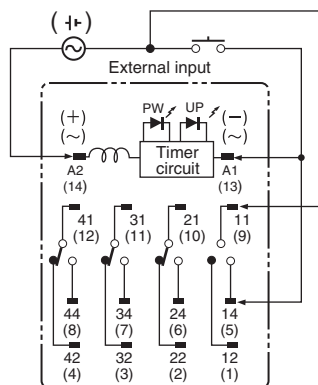 (⊣⊢)
External input
PW UP
(+) (−)
(~) (~)
Timer
circuit
A2 A1
(14) (13)
41 31 21 11
(12) (11) (10) (9)
44 34 24 14
(8) (7) (6) (5)
42 32 22 12
(4) (3) (2) (1)